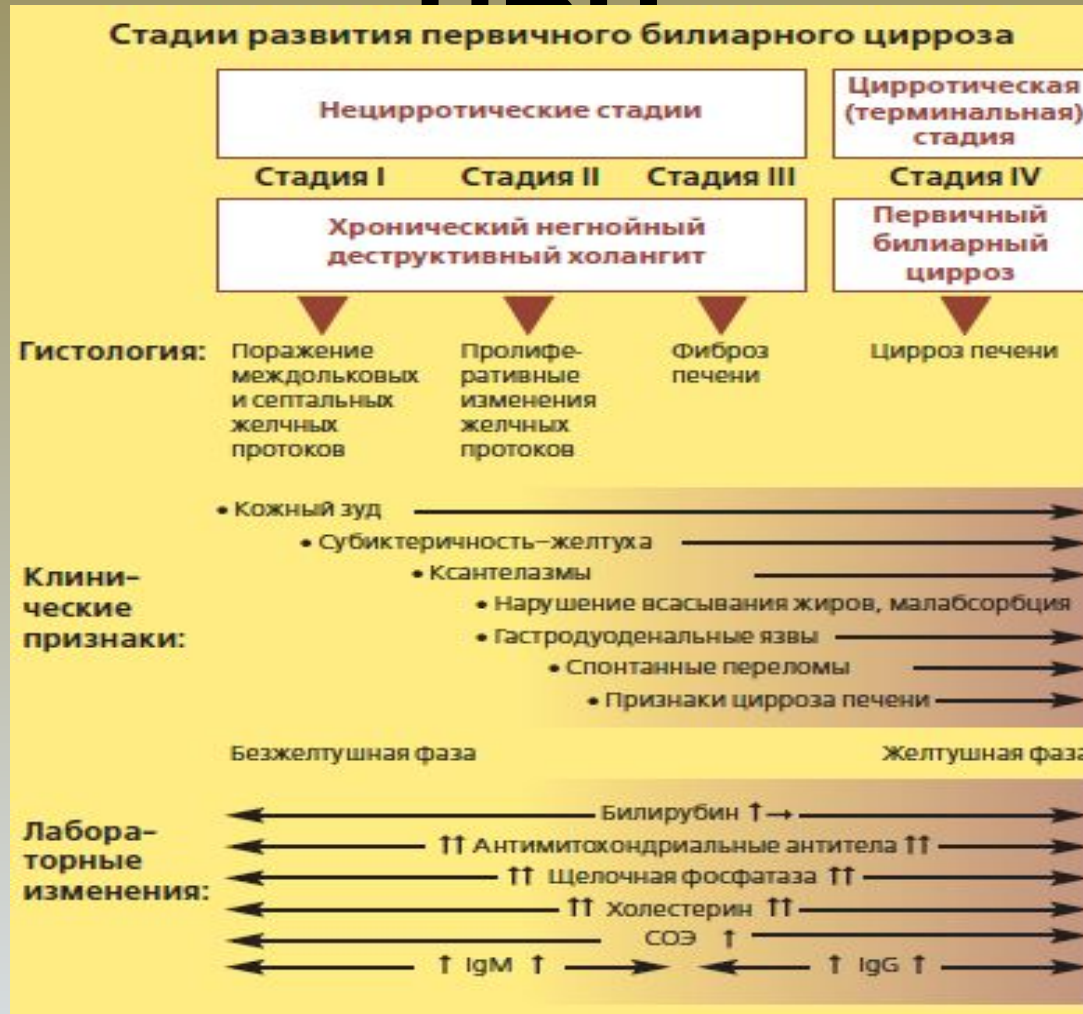 Стадии развития первичного билиарного цирроза
Нецирротические стадии
Цирротическая
(терминальная)
стадия
Стадия I Стадия II Стадия III Стадия IV
Хронический негнойный
деструктивный холангит
Первичный
билиарный
цирроз
Гистология:
Поражение
междольковых
и септальных
желчных
протоков
Пролифе-
ративные
изменения
желчных
протоков
Фиброз
печени
Цирроз печени
Клини-
ческие
признаки:
• Кожный зуд
• Субиктеричность–желтуха
• Ксантелазмы
• Нарушение всасывания жиров, малабсорбция
• Гастродуоденальные язвы
• Спонтанные переломы
• Признаки цирроза печени
Безжелтушная фаза Желтушная фаза
Лабора-
торные
изменения:
Билирубин ↑→
↑↑ Антимитохондриальные антитела ↑↑
↑↑ Щелочная фосфатаза ↑↑
↑↑ Холестерин ↑↑
СОЭ ↑
↑ IgM ↑ ↑ IgG ↑